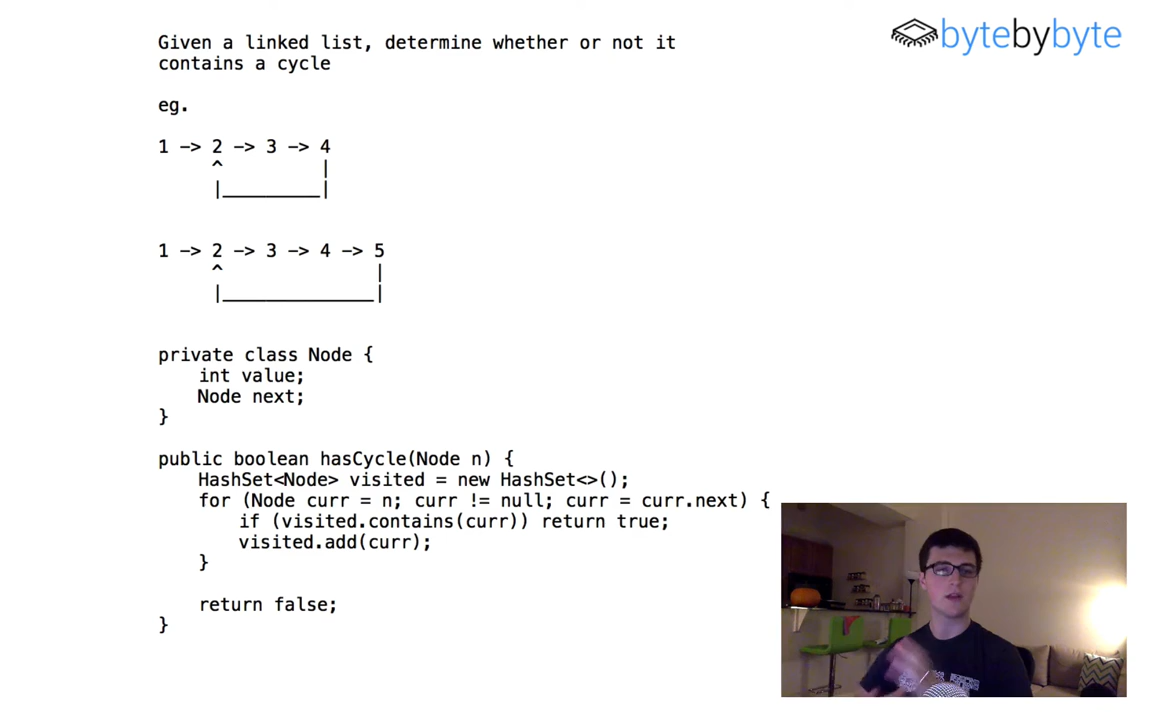 bytebybyte
Given a linked list, determine whether or not it
contains a cycle
eg.
1 -> 2 -> 3 -> 4
^ |
|_________|
1 -> 2 -> 3 -> 4 -> 5
^ |
|______________|
private class Node {
int value;
Node next;
}
public boolean hasCycle(Node n) {
HashSet<Node> visited = new HashSet<>();
for (Node curr = n; curr != null; curr = curr.next) {
if (visited.contains(curr)) return true;
visited.add(curr);
}
return false;
}